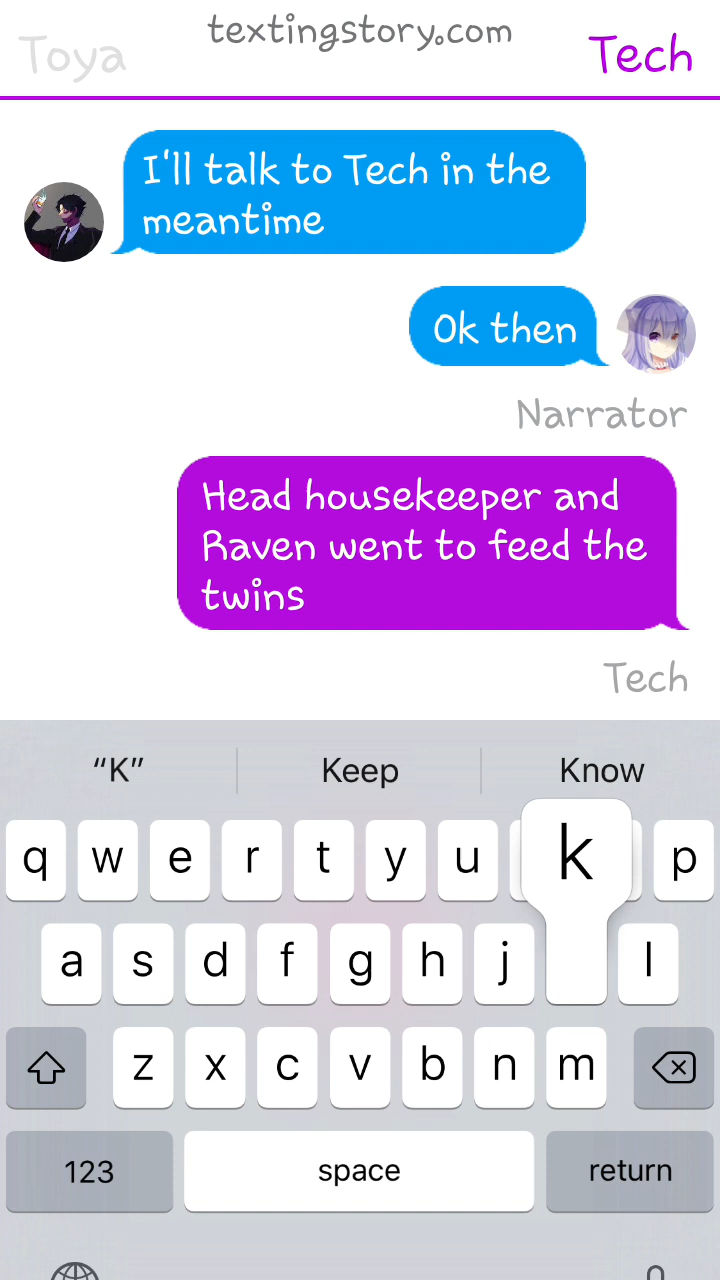 textingstory.com
Toya
Tech
I'll talk to Tech in the
meantime
Ok then
Narrator
Head housekeeper and
Raven went to feed the
twins
Tech
“K” Keep Know
q w e r t y u k p
a s d f g h j l
z x c v b n m
123 space return